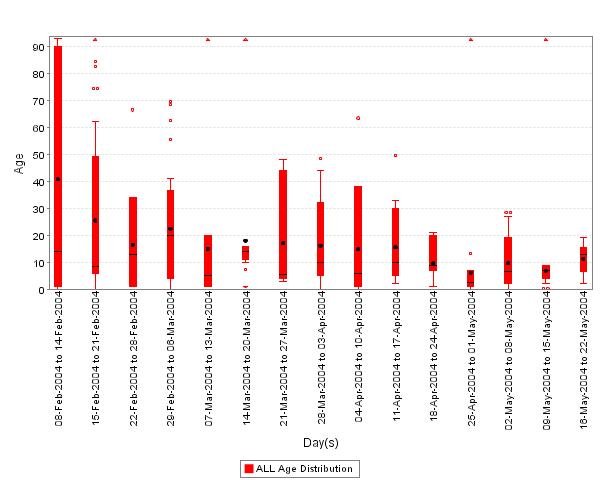 90
80
70
60
50
40
30
20
10
0
Age
08-Feb-2004 to 14-Feb-2004
15-Feb-2004 to 21-Feb-2004
22-Feb-2004 to 28-Feb-2004
29-Feb-2004 to 06-Mar-2004
07-Mar-2004 to 13-Mar-2004
14-Mar-2004 to 20-Mar-2004
21-Mar-2004 to 27-Mar-2004
28-Mar-2004 to 03-Apr-2004
04-Apr-2004 to 10-Apr-2004
11-Apr-2004 to 17-Apr-2004
18-Apr-2004 to 24-Apr-2004
25-Apr-2004 to 01-May-2004
02-May-2004 to 08-May-2004
09-May-2004 to 15-May-2004
16-May-2004 to 22-May-2004
Day(s)
ALL Age Distribution